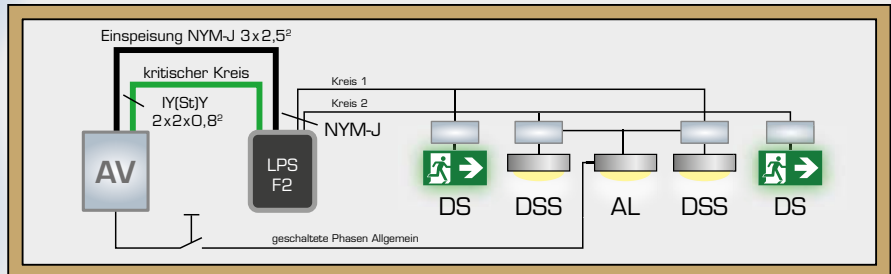 Einspeisung NYM-J 3x2,5²
kritischer Kreis
IY(St)Y
2x2x0,8²
NYM-J
Kreis 1
Kreis 2
AV
LPS
F2
DS
DSS
AL
DSS
DS
geschaltete Phasen Allgemein